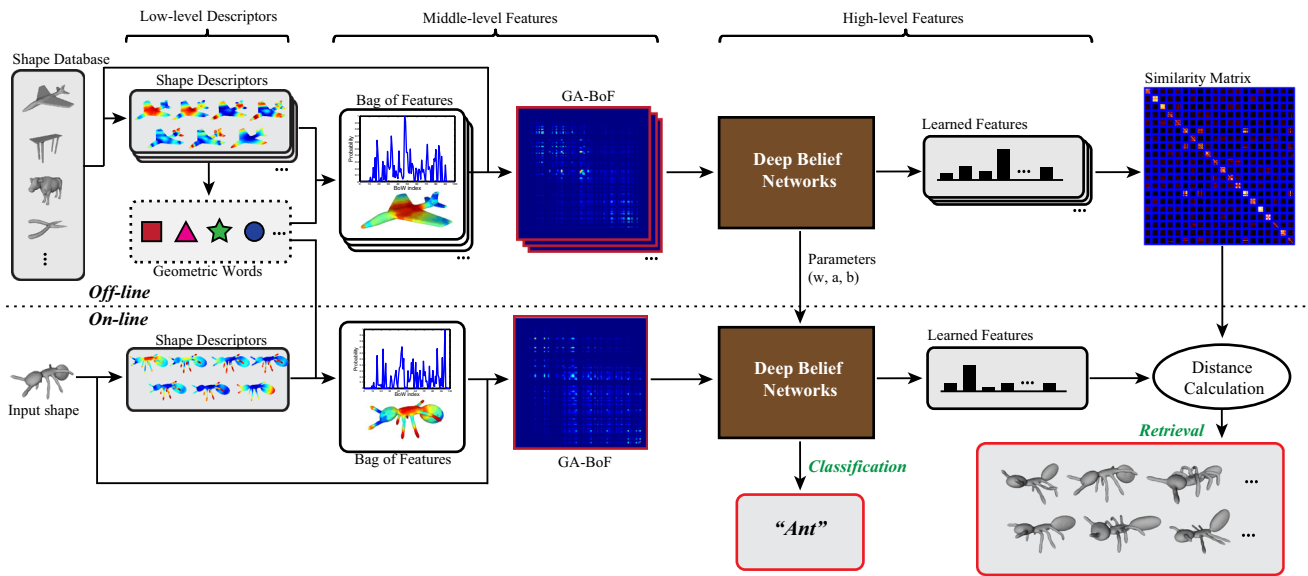 Low-level Descriptors
Middle-level Features
High-level Features
Shape Database
Shape Descriptors
...
Geometric Words
...
Bag of Features
Probability
BoW index
...
GA-BoF
...
Deep Belief
Networks
Learned Features
...
...
Similarity Matrix
Parameters
(w, a, b)
Off-line
On-line
Input shape
Shape Descriptors
Probability
BoW index
Bag of Features
GA-BoF
Deep Belief
Networks
Learned Features
...
Distance
Calculation
Classification
Retrieval
“Ant”
...
...